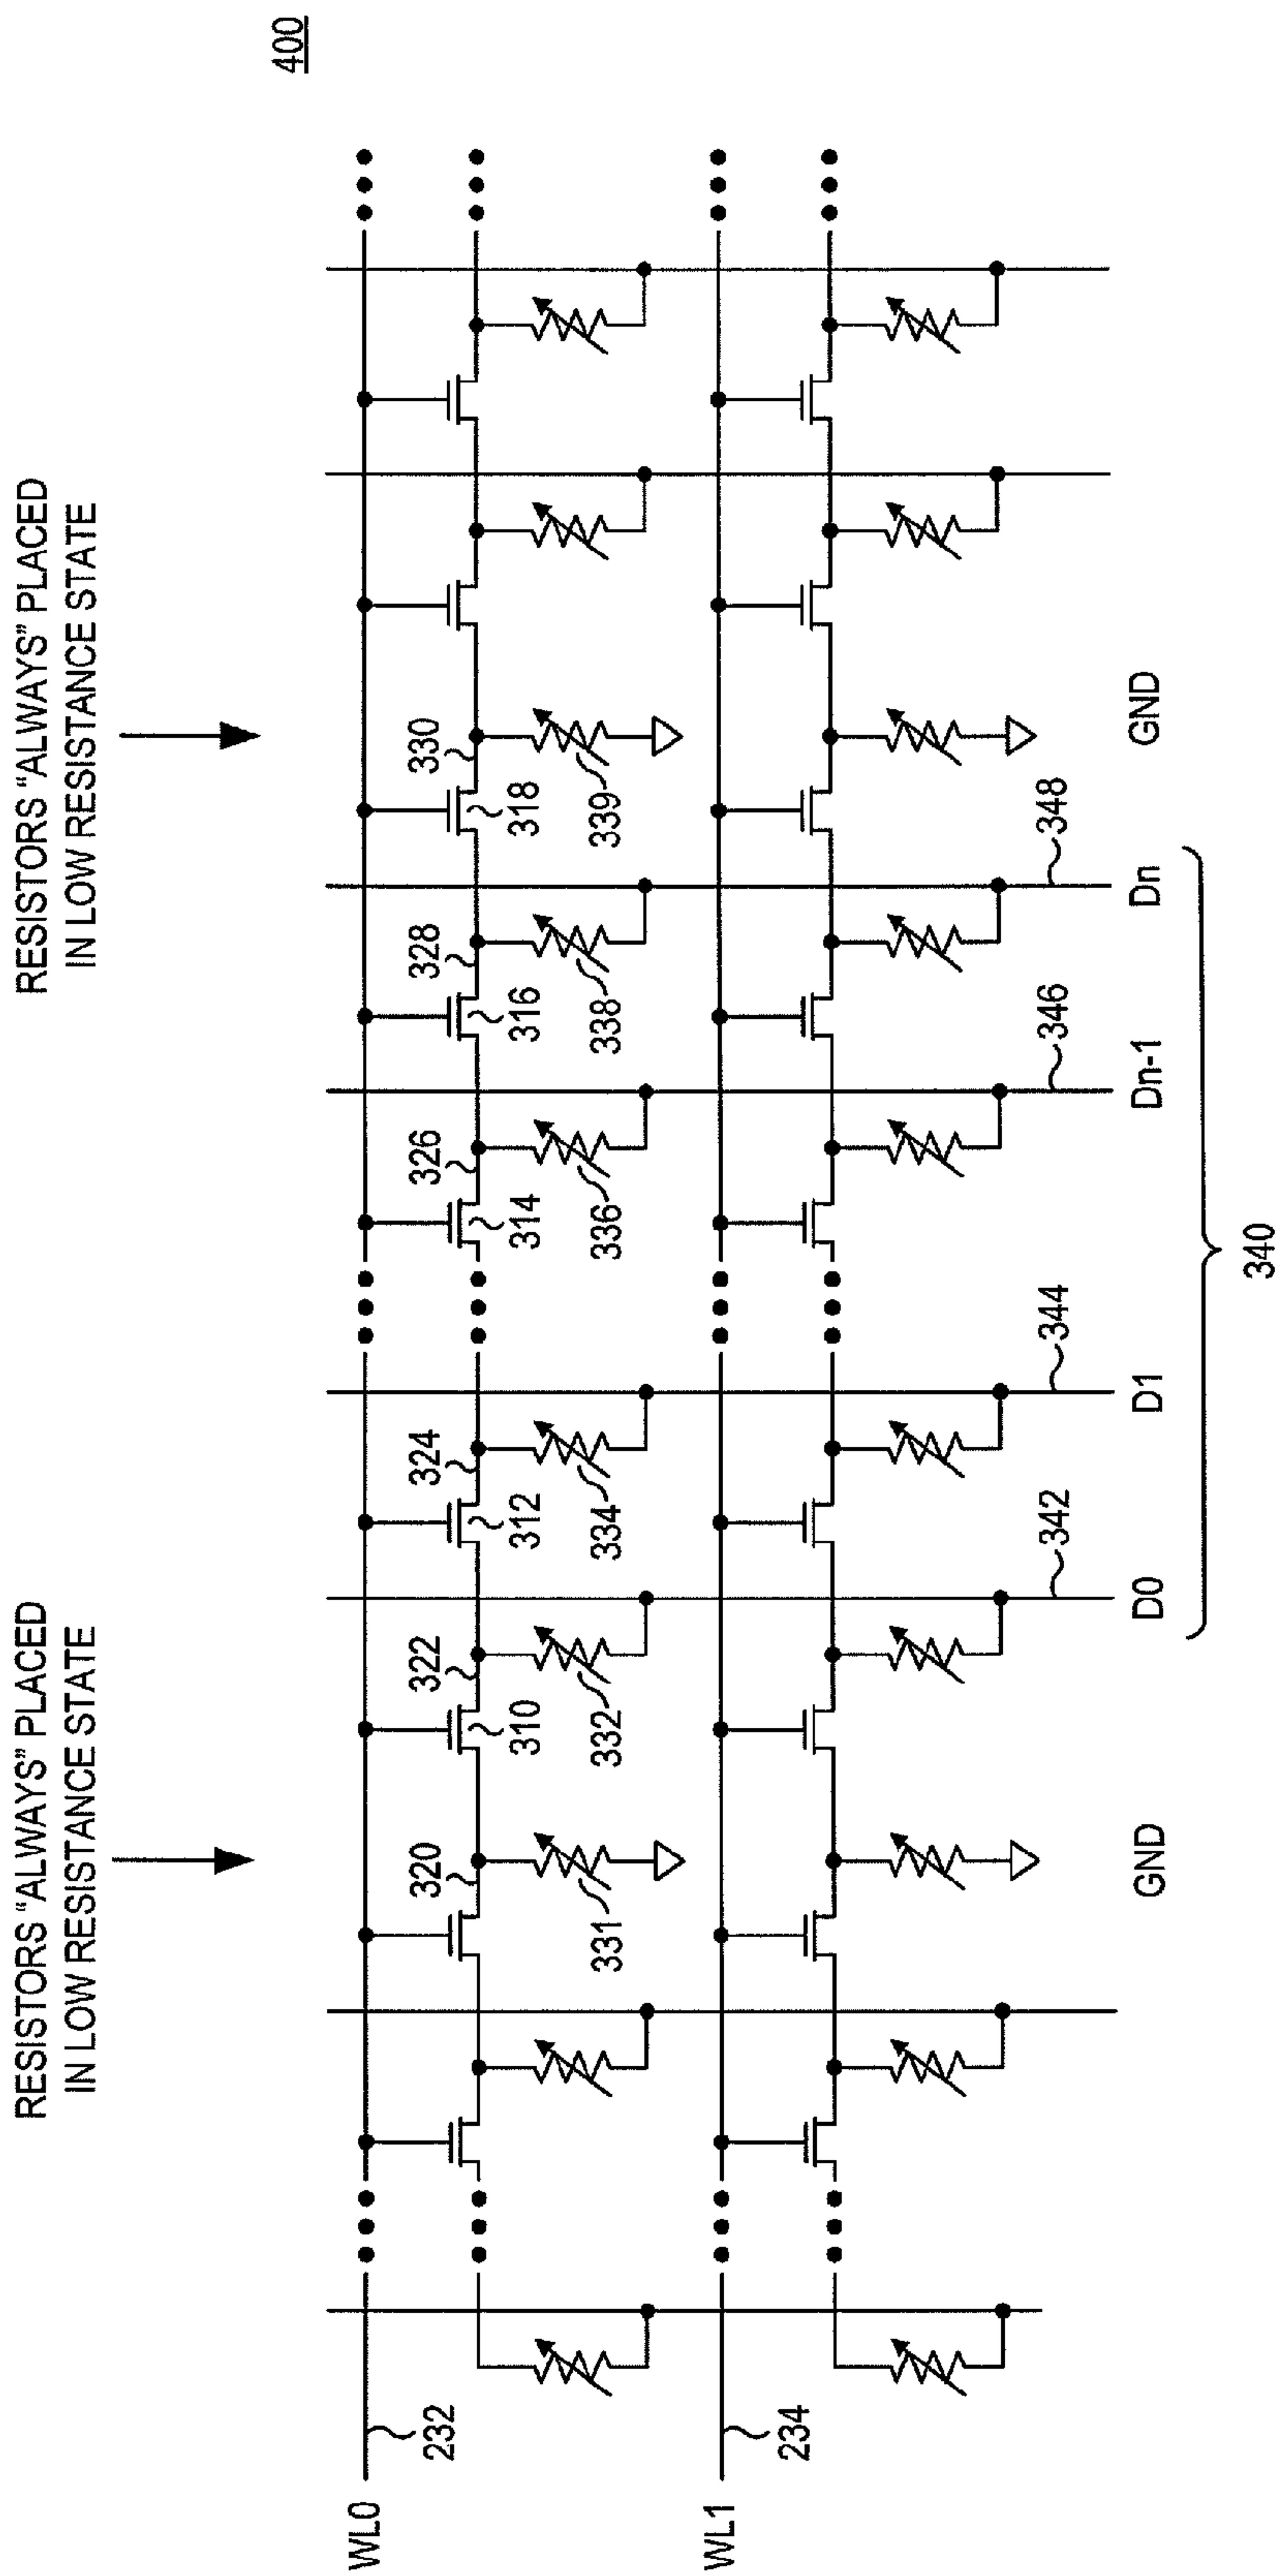 400
RESISTORS “ALWAYS” PLACED
IN LOW RESISTANCE STATE
RESISTORS “ALWAYS” PLACED
IN LOW RESISTANCE STATE
WL0
232
320
322
324
326
328
330
310
312
314
316
318
331
332
334
336
338
339
WL1
234
342
344
346
348
GND
D0
D1
Dn-1
Dn
GND
340